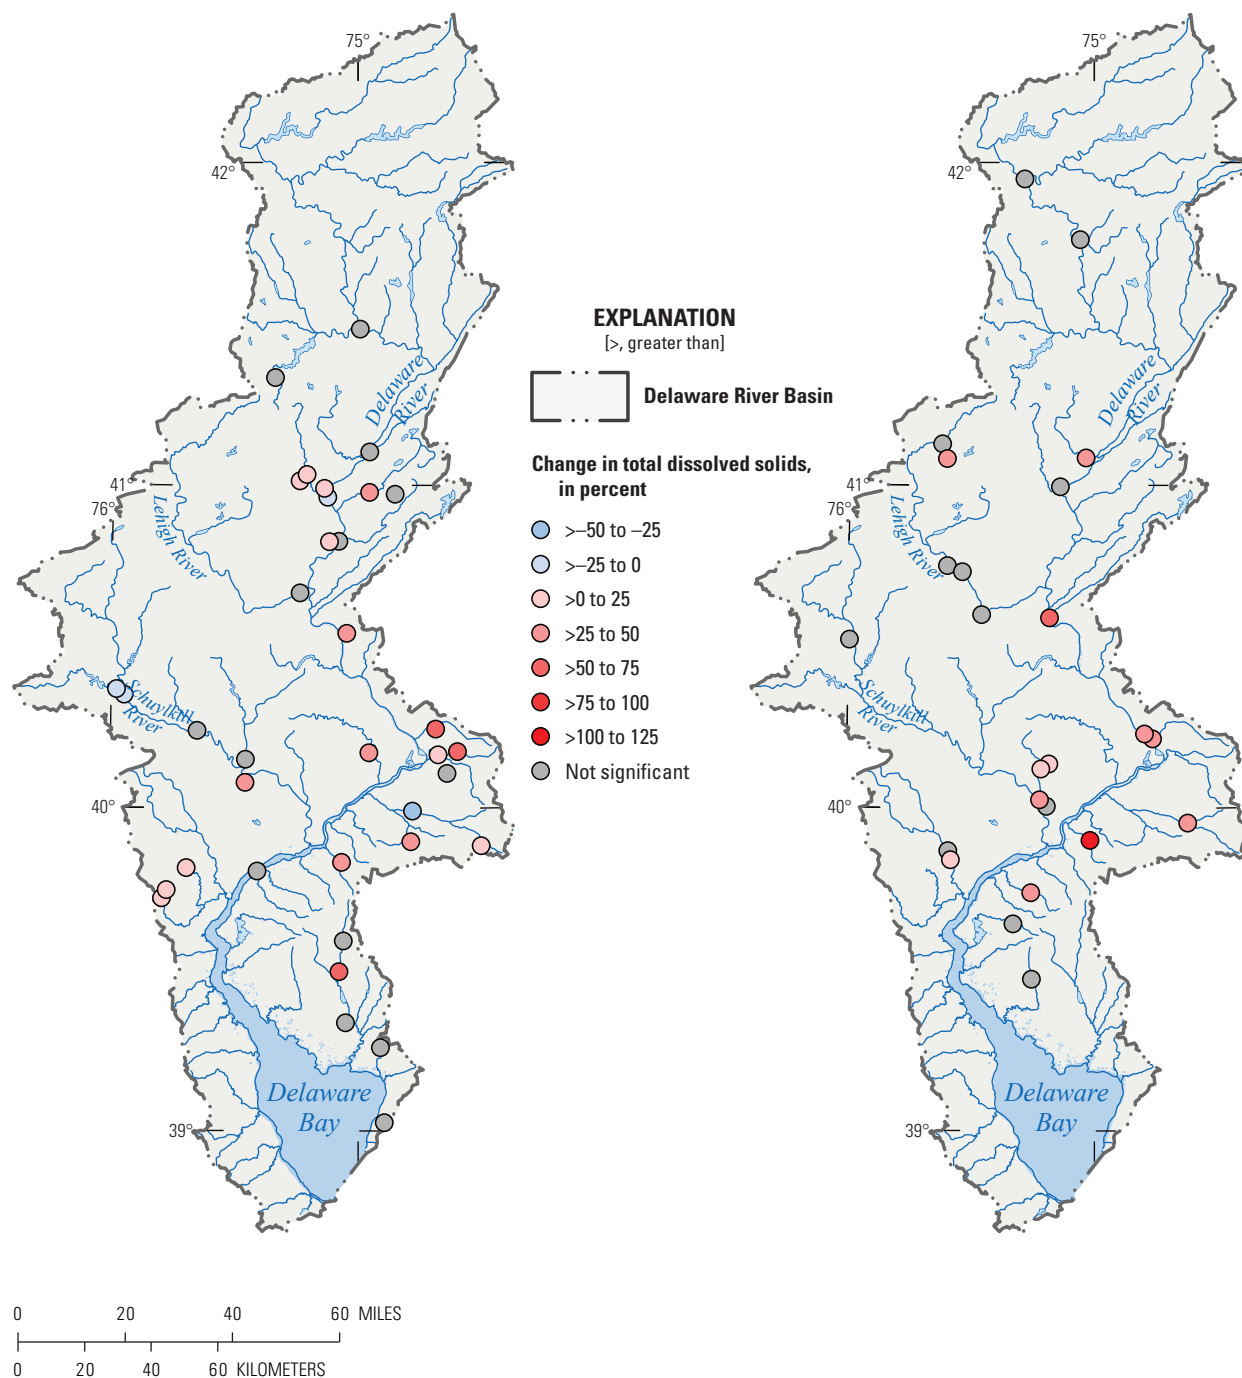 75°
42°
Delaware
River
41°
76°
Lehigh River
Schuylkill
River
40°
Delaware
Bay
39°
EXPLANATION
[>, greater than]
Delaware River Basin
Change in total dissolved solids,
in percent
>–50 to –25
>–25 to 0
>0 to 25
>25 to 50
>50 to 75
>75 to 100
>100 to 125
Not significant
75°
42°
Delaware
River
41°
76°
Lehigh River
Schuylkill
River
40°
Delaware
Bay
39°
0 20 40 60 MILES
0 20 40 60 KILOMETERS